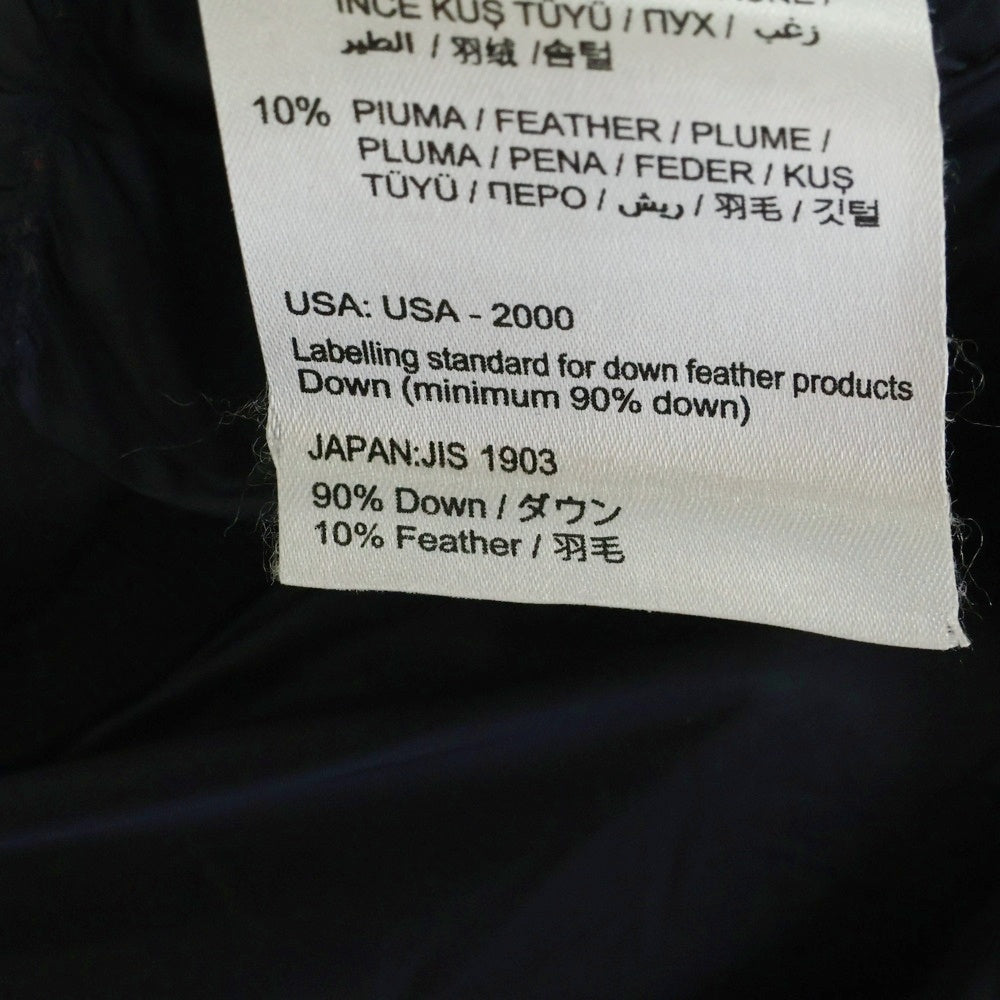 İNCE KUŞ TÜYÜ / ПУХ / زغب
الطير / 羽绒 /솜털
10% PIUMA / FEATHER / PLUME /
PLUMA / PENA / FEDER / KUŞ
TÜYÜ / ПЕРО / ريش / 羽毛 / 깃털
USA: USA - 2000
Labelling standard for down feather products
Down (minimum 90% down)
JAPAN:JIS 1903
90% Down / ダウン
10% Feather / 羽毛